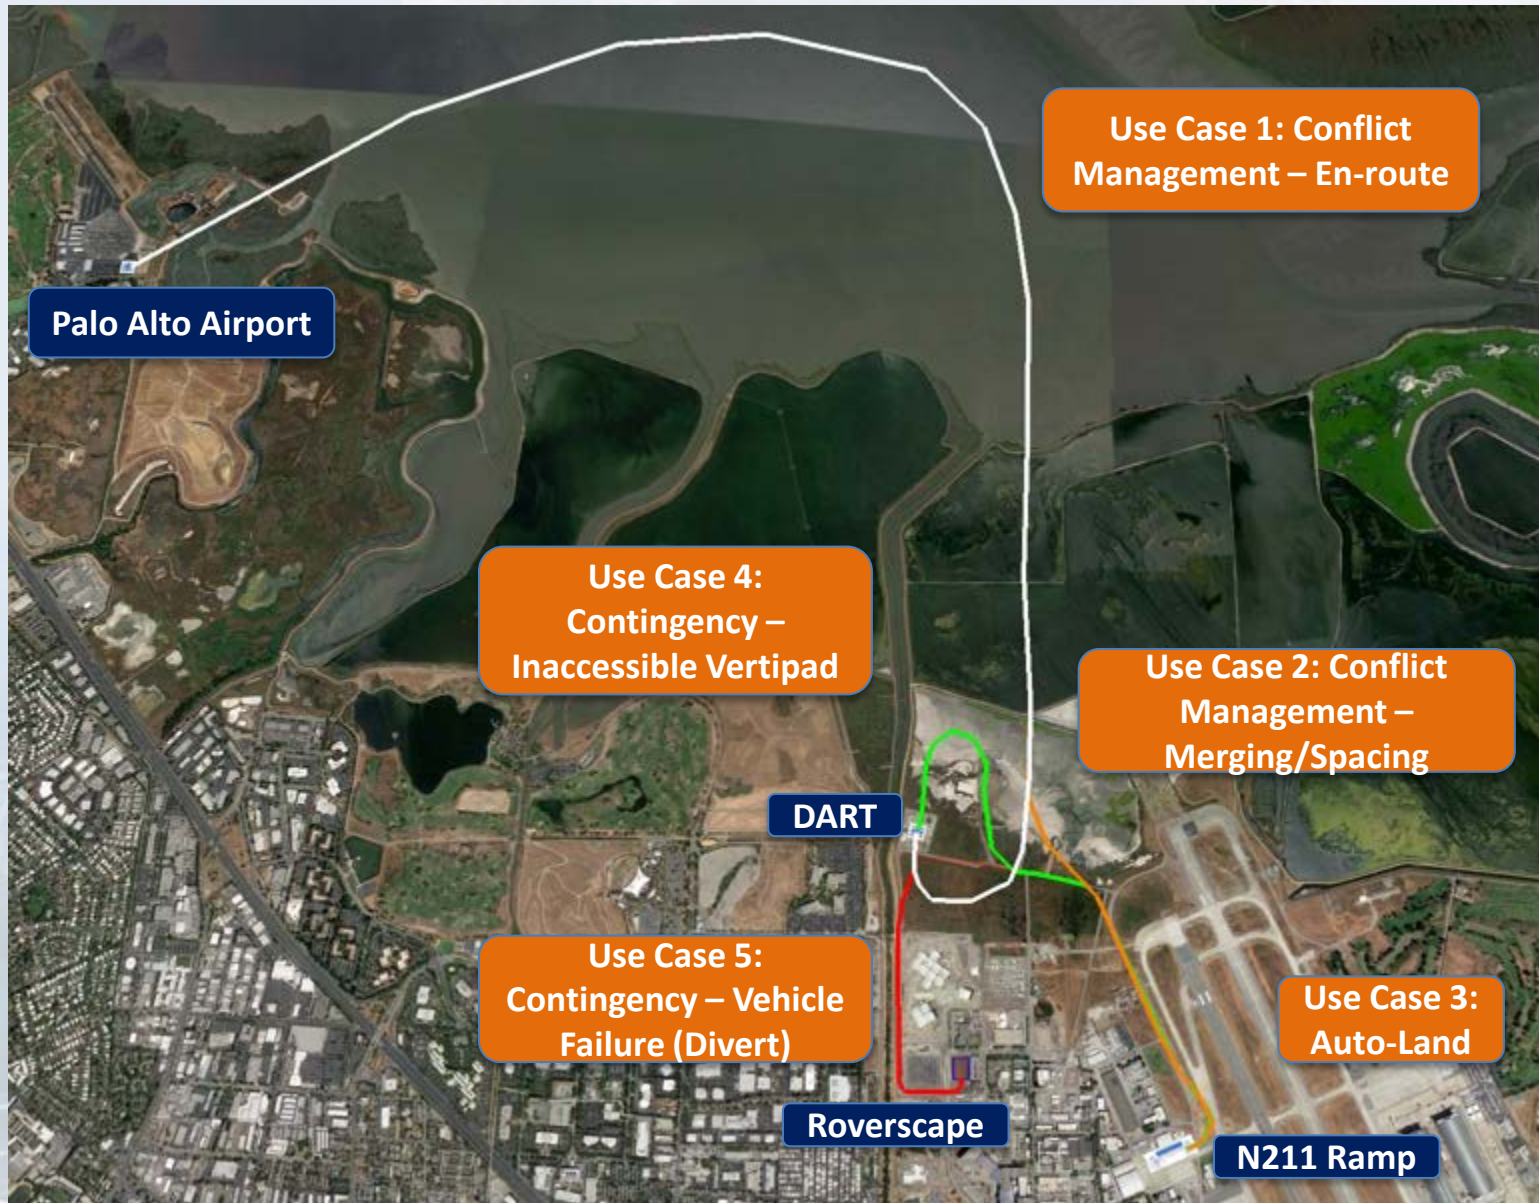 Use Case 1: Conflict
Management – En-route
Palo Alto Airport
Use Case 4:
Contingency –
Inaccessible Vertipad
Use Case 2: Conflict
Management –
Merging/Spacing
DART
Use Case 5:
Contingency – Vehicle
Failure (Divert)
Use Case 3:
Auto-Land
Roverscape
N211 Ramp